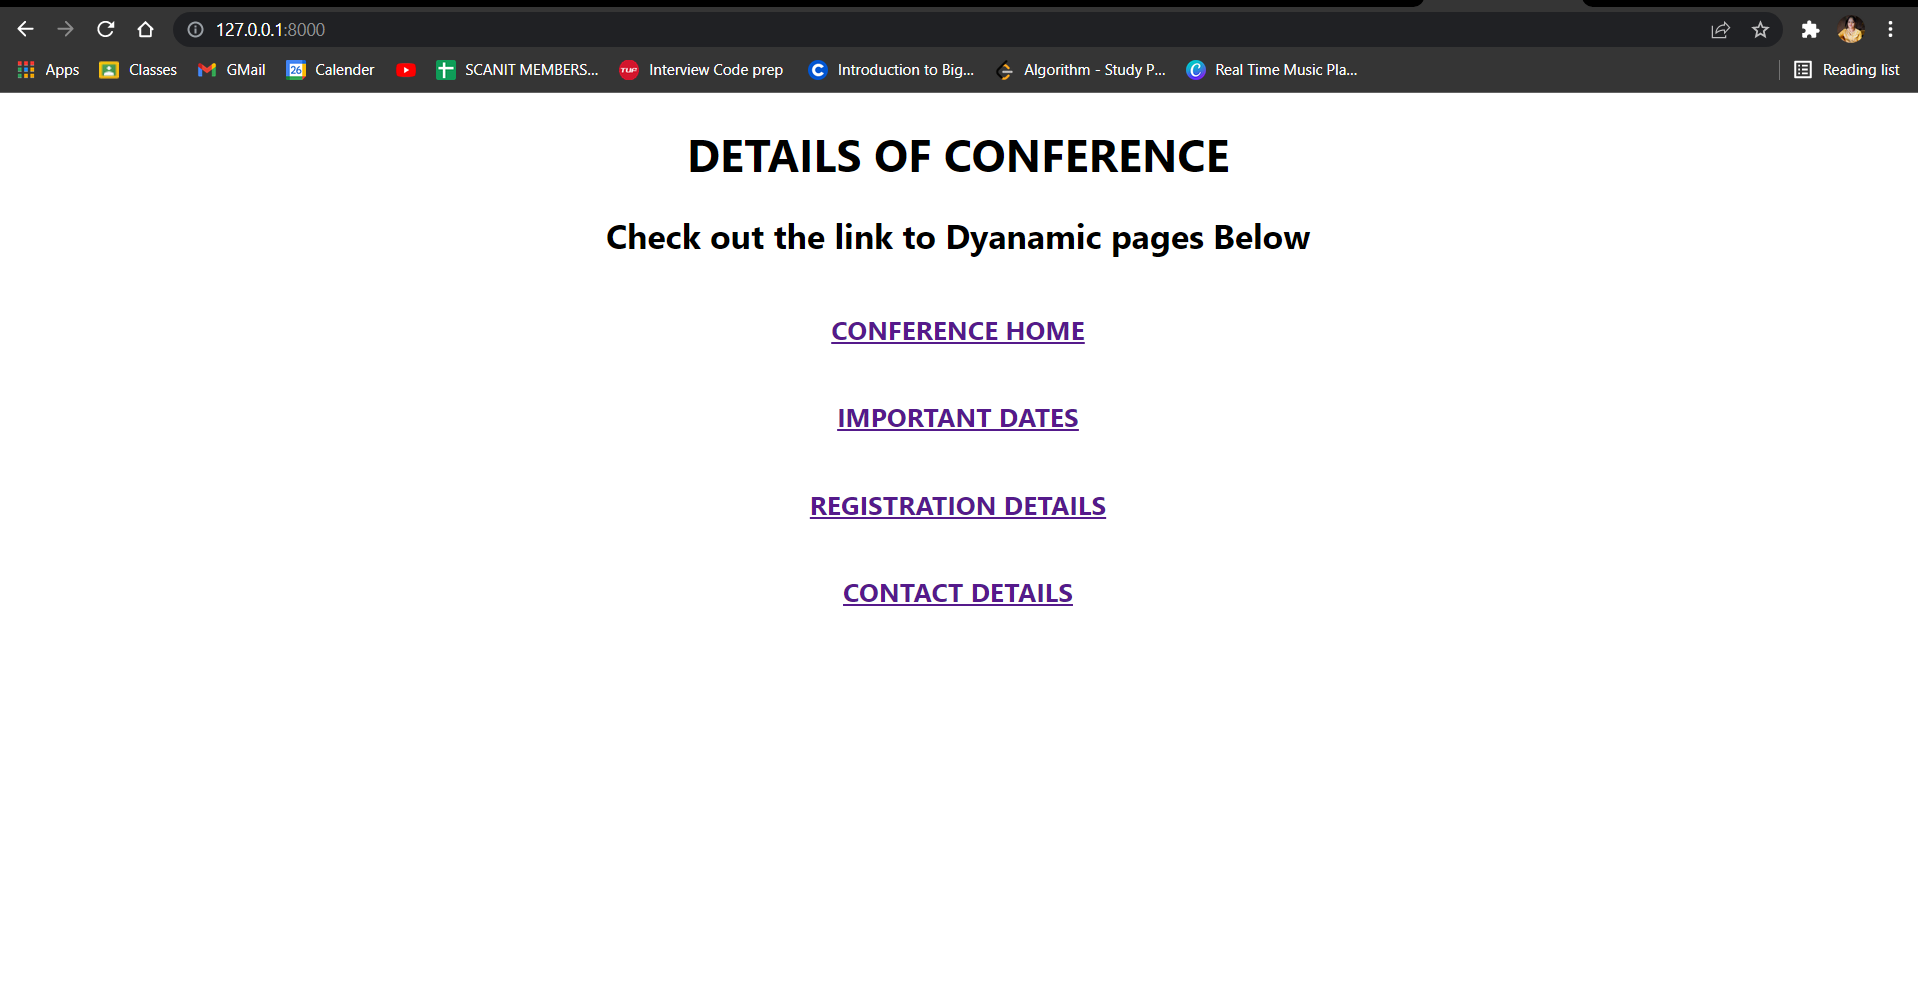 127.0.0.1:8000
Apps Classes GMail 26 Calender SCANIT MEMBERS... TUP Interview Code prep C Introduction to Big... Algorithm - Study P... C Real Time Music Pla... Reading list
DETAILS OF CONFERENCE
Check out the link to Dyanamic pages Below
CONFERENCE HOME
IMPORTANT DATES
REGISTRATION DETAILS
CONTACT DETAILS